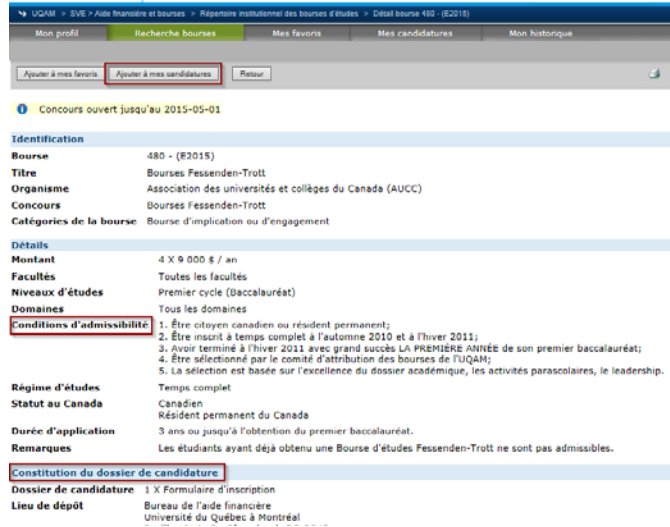 UQAM > SVE > Aide financière et bourses > Répertoire institutionnel des bourses d'études > Détail bourse 480 - (E2015)
Mon profil Recherche bourses Mes favoris Mes candidatures Mon historique
Ajouter à mes favoris Ajouter à mes candidatures Retour
Concours ouvert jusqu'au 2015-05-01
Identification
Bourse 480 - (E2015)
Titre Bourses Fessenden-Trott
Organisme Association des universités et collèges du Canada (AUCC)
Concours Bourses Fessenden-Trott
Catégories de la bourse Bourse d'implication ou d'engagement
Détails
Montant 4 X 9 000 $ / an
Facultés Toutes les facultés
Niveaux d'études Premier cycle (Baccalauréat)
Domaines Tous les domaines
Conditions d'admissibilité 1. Être citoyen canadien ou résident permanent;
2. Être inscrit à temps complet à l'automne 2010 et à l'hiver 2011;
3. Avoir terminé à l'hiver 2011 avec grand succès LA PREMIÈRE ANNÉE de son premier baccalauréat;
4. Être sélectionné par le comité d'attribution des bourses de l'UQAM;
5. La sélection est basée sur l'excellence du dossier académique, les activités parascolaires, le leadership.
Régime d'études Temps complet
Statut au Canada Canadien
Résident permanent du Canada
Durée d'application 3 ans ou jusqu'à l'obtention du premier baccalauréat.
Remarques Les étudiants ayant déjà obtenu une Bourse d'études Fessenden-Trott ne sont pas admissibles.
Constitution du dossier de candidature
Dossier de candidature 1 X Formulaire d'inscription
Lieu de dépôt Bureau de l'aide financière
Université du Québec à Montréal